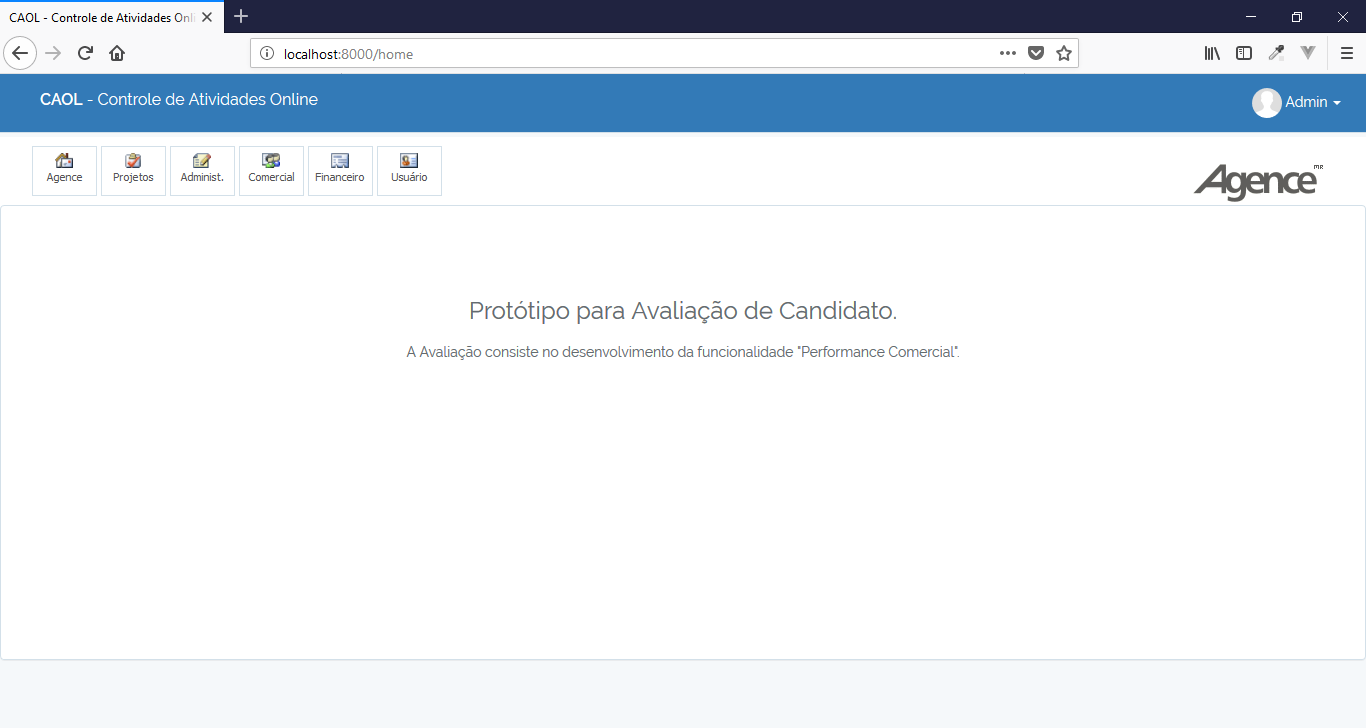 CAOL - Controle de Atividades Onli
localhost:8000/home
CAOL - Controle de Atividades Online
Admin
Agence
Projetos
Administ.
Comercial
Financeiro
Usuário
Agence MR
Protótipo para Avaliação de Candidato.
A Avaliação consiste no desenvolvimento da funcionalidade "Performance Comercial".